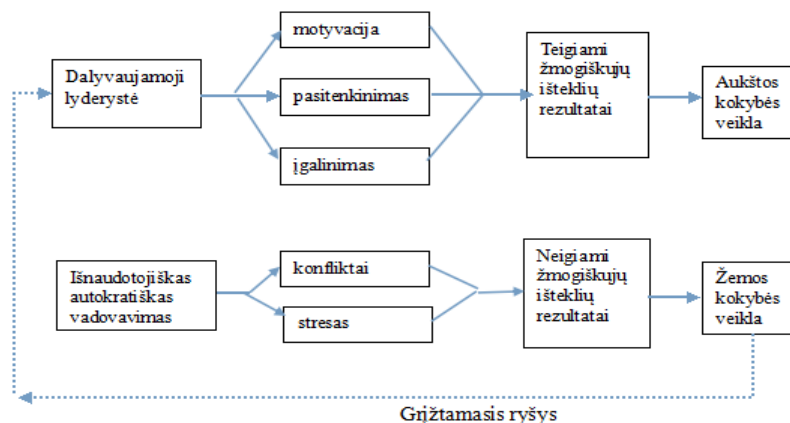 Dalyvaujamoji
lyderystė
motyvacija
pasitenkinimas
įgalinimas
Teigiami
žmogiškųjų
išteklių
rezultatai
Aukštos
kokybės
veikla
Išnaudotojiškas
autokratiškas
vadovavimas
konfliktai
stresas
Neigiami
žmogiškųjų
išteklių
rezultatai
Žemos
kokybės
veikla
Grįžtamasis ryšys